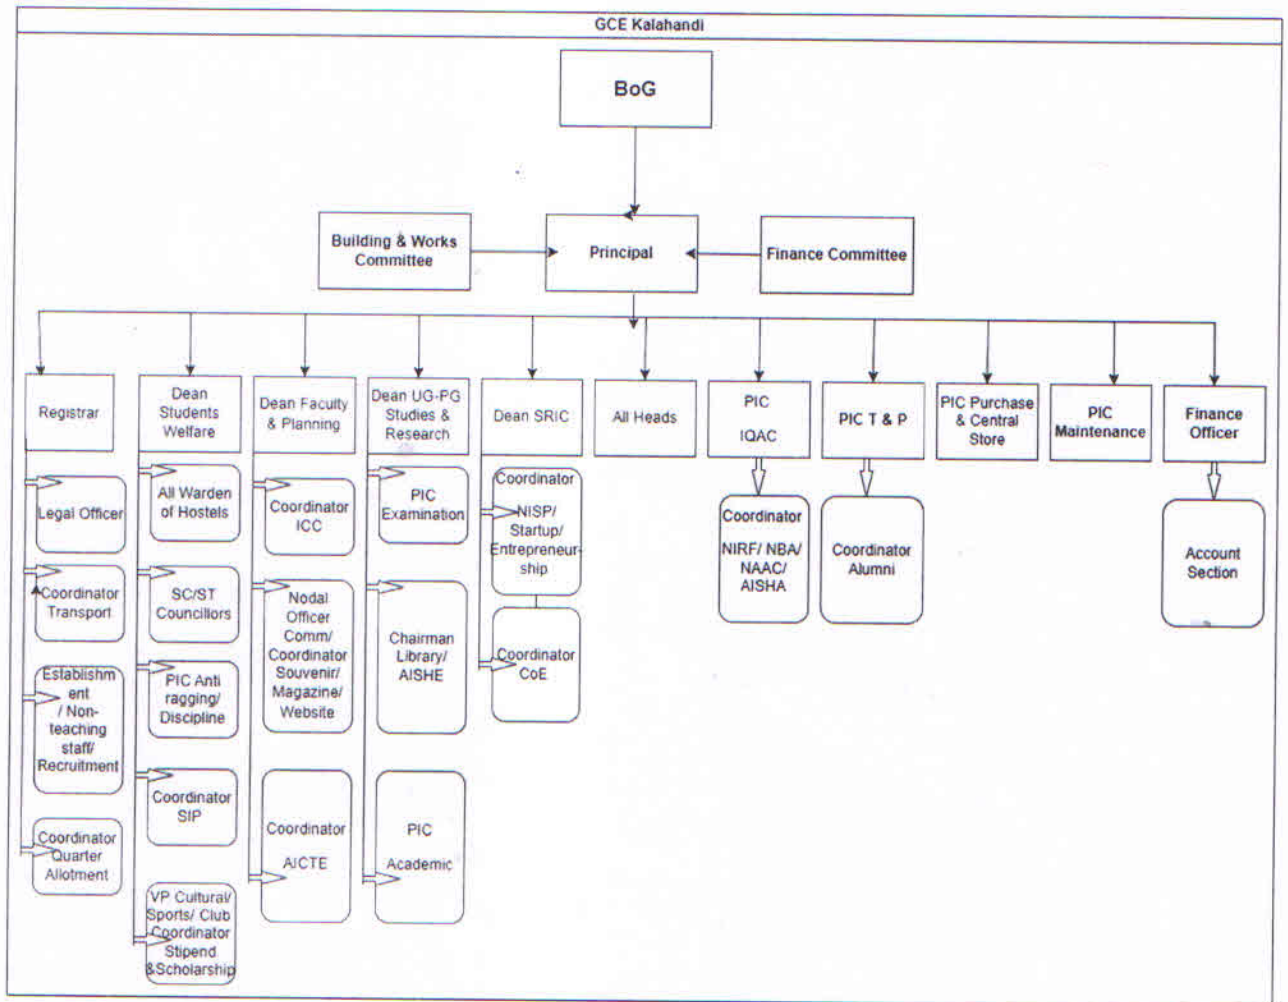 GCE Kalahandi
BoG
Building & Works
Committee
Principal
Finance Committee
Registrar
Dean
Students
Welfare
Dean Faculty
& Planning
Dean UG-PG
Studies &
Research
Dean SRIC
All Heads
PIC
IQAC
PIC T & P
PIC Purchase
& Central
Store
PIC
Maintenance
Finance
Officer
Legal Officer
Coordinator
Transport
Establishm
ent
/ Non-
teaching
staff/
Recruitment
Coordinator
Quarter
Allotment
All Warden
of Hostels
SC/ST
Councillors
PIC Anti
ragging/
Discipline
Coordinator
SIP
VP Cultural/
Sports/ Club
Coordinator
Stipend
&Scholarship
Coordinator
ICC
Nodal
Officer
Comm/
Coordinator
Souvenir/
Magazine/
Website
Coordinator
AICTE
PIC
Examination
Chairman
Library/
AISHE
PIC
Academic
Coordinator
NISP/
Startup/
Entrepreneur-
ship
Coordinator
CoE
Coordinator
NIRF/ NBA/
NAAC/
AISHA
Coordinator
Alumni
Account
Section